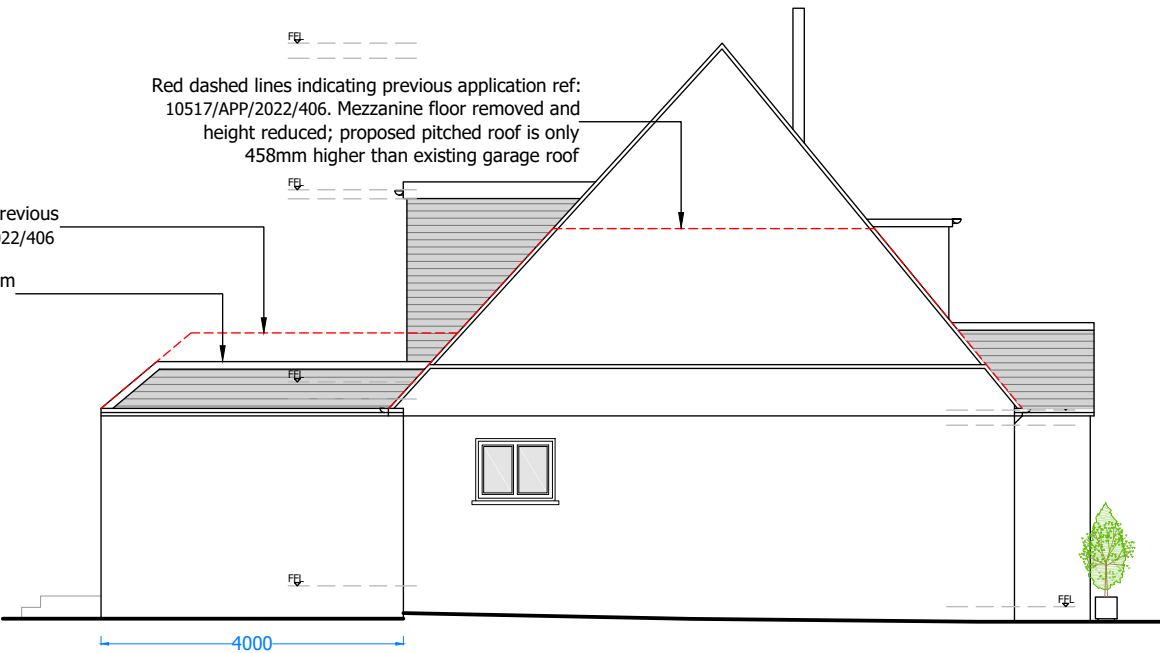 FFL
Red dashed lines indicating previous application ref:
10517/APP/2022/406. Mezzanine floor removed and
height reduced; proposed pitched roof is only
458mm higher than existing garage roof
FFL
revious
022/406
m
FFL
FFL
FFL
4000